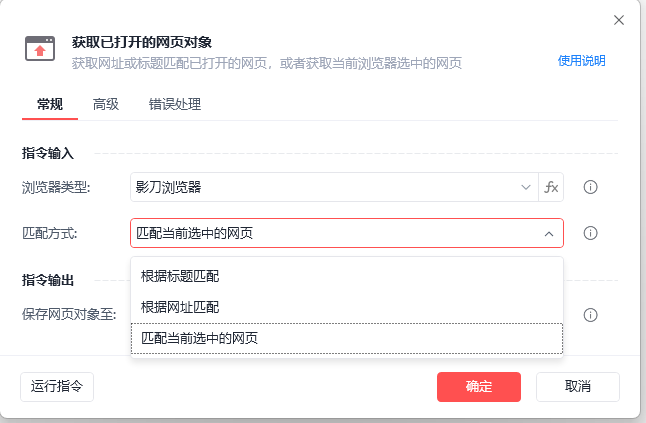 获取已打开的网页对象
获取网址或标题匹配已打开的网页，或者获取当前浏览器选中的网页
使用说明
常规 高级 错误处理
指令输入
浏览器类型: 影刀浏览器 fx
匹配方式: 匹配当前选中的网页
根据标题匹配
指令输出
根据网址匹配
保存网页对象至:
匹配当前选中的网页
运行指令 确定 取消